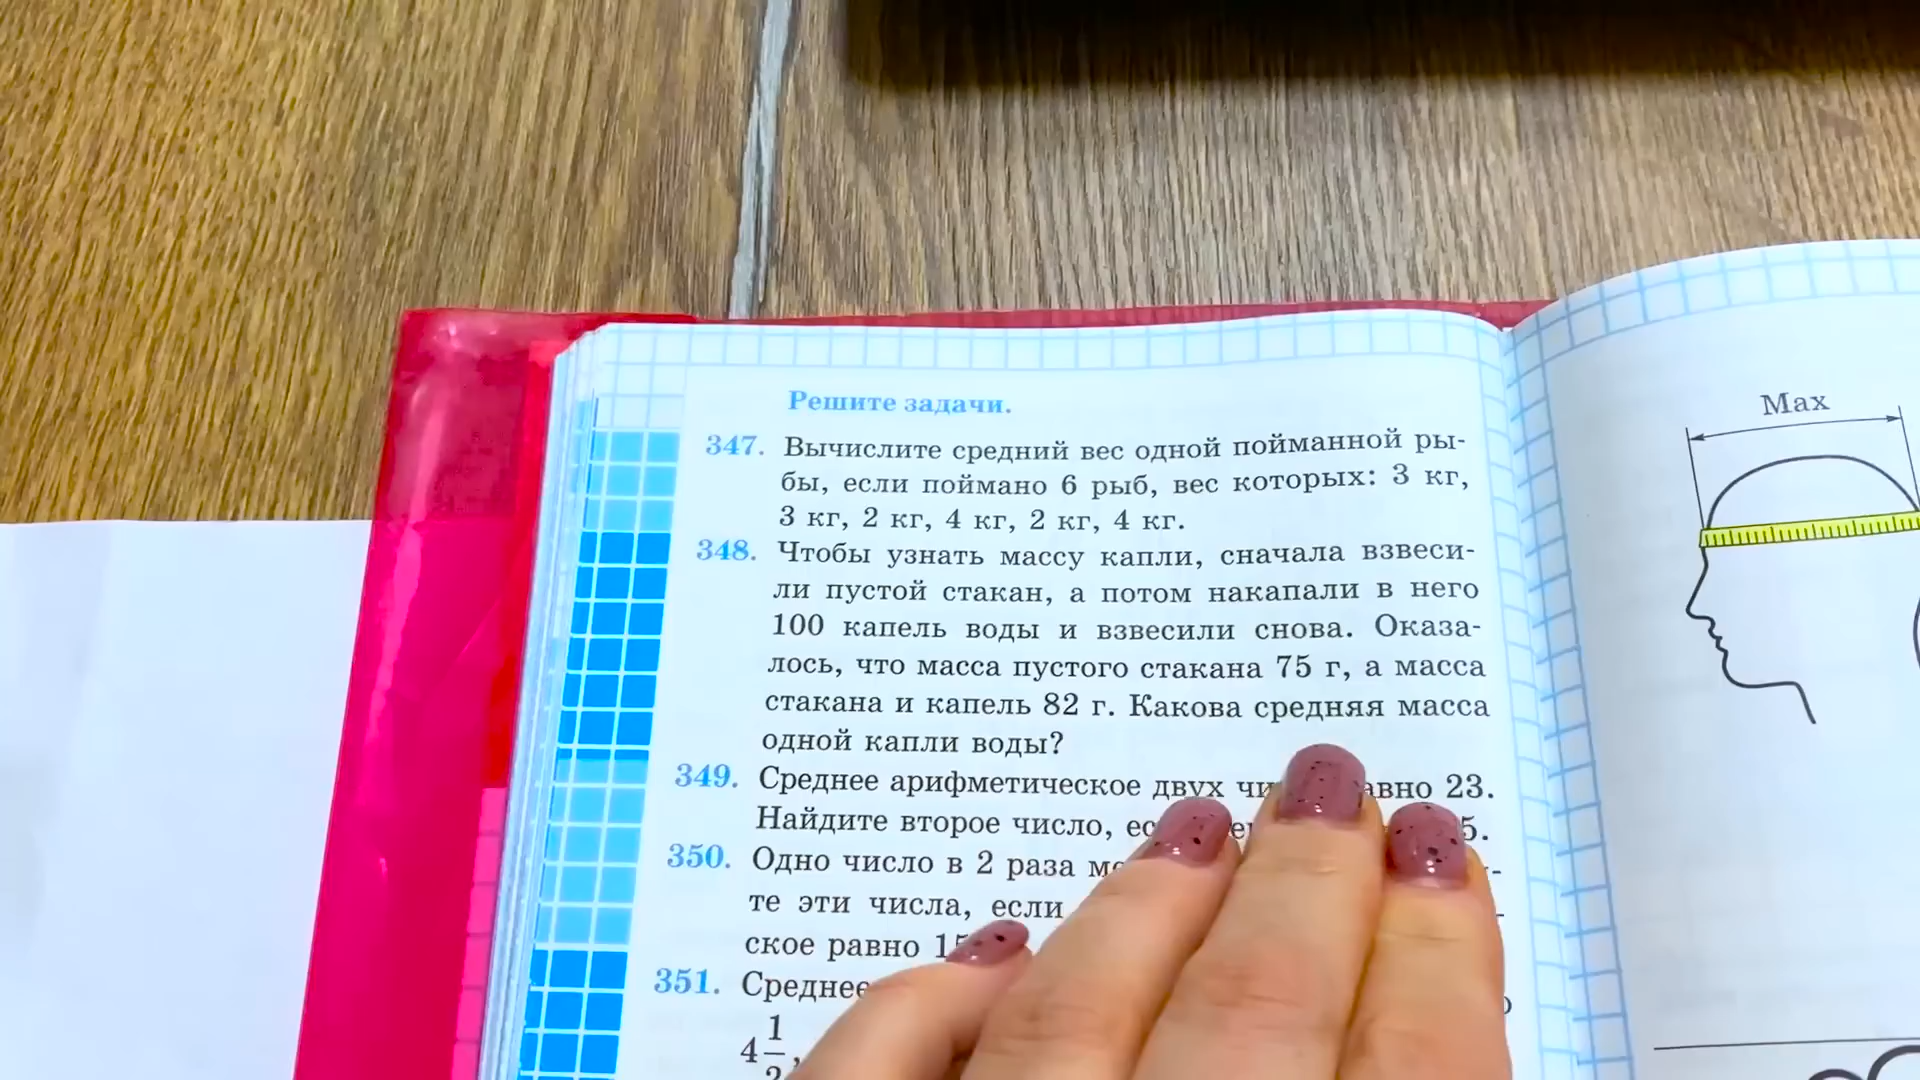 Решите задачи.
347. Вычислите средний вес одной пойманной ры-
бы, если поймано 6 рыб, вес которых: 3 кг,
3 кг, 2 кг, 4 кг, 2 кг, 4 кг.
348. Чтобы узнать массу капли, сначала взвеси-
ли пустой стакан, а потом накапали в него
100 капель воды и взвесили снова. Оказа-
лось, что масса пустого стакана 75 г, а масса
стакана и капель 82 г. Какова средняя масса
одной капли воды?
349. Среднее арифметическое двух 23.
Найдите второе число,
350. Одно число в 2 раза
те эти числа, если
ское равно
351. Среднее
Max